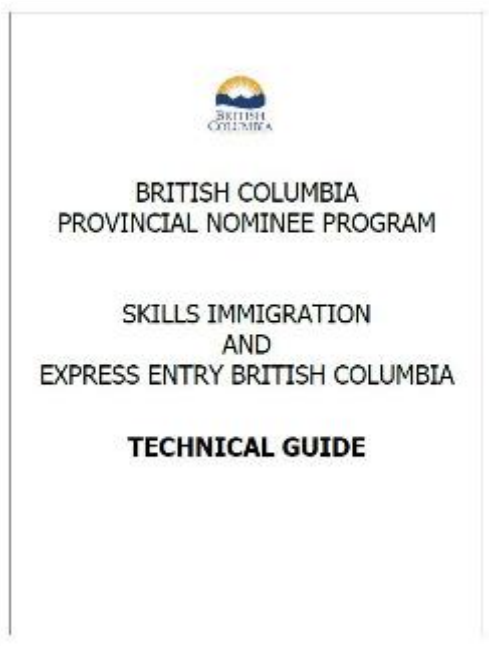 BRITISH
COLUMBIA
BRITISH COLUMBIA
PROVINCIAL NOMINEE PROGRAM
SKILLS IMMIGRATION
AND
EXPRESS ENTRY BRITISH COLUMBIA
TECHNICAL GUIDE